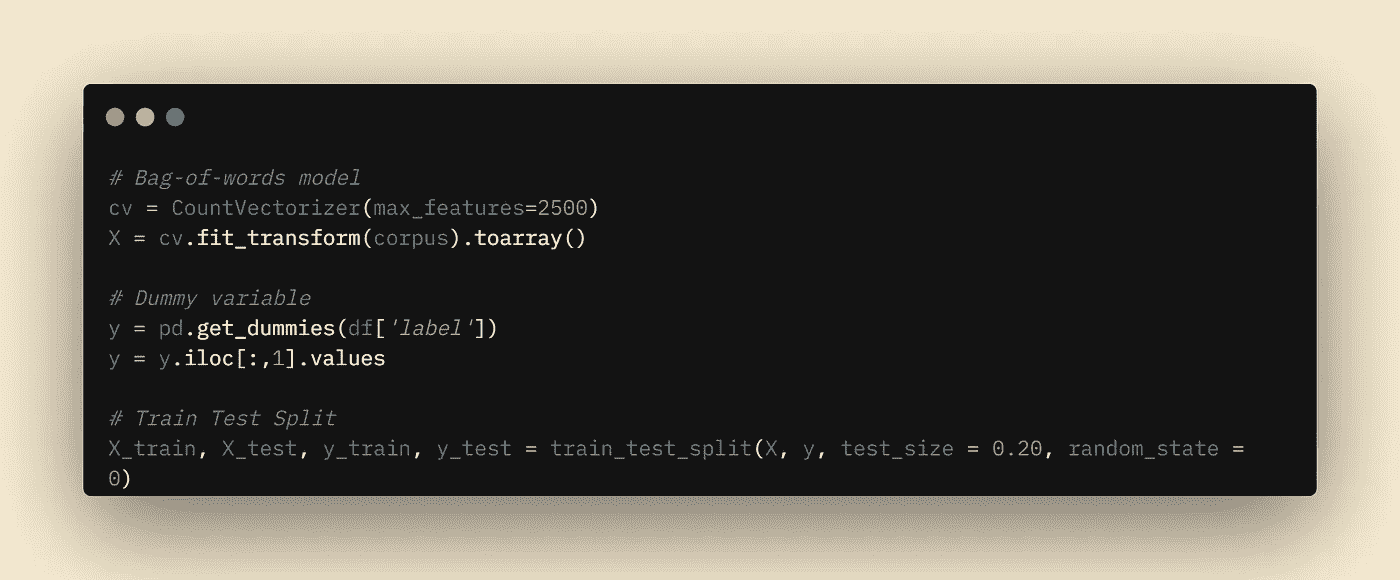 # Bag-of-words model
cv = CountVectorizer(max_features=2500)
X = cv.fit_transform(corpus).toarray()
# Dummy variable
y = pd.get_dummies(df['label'])
y = y.iloc[:,1].values
# Train Test Split
X_train, X_test, y_train, y_test = train_test_split(X, y, test_size = 0.20, random_state =
0)